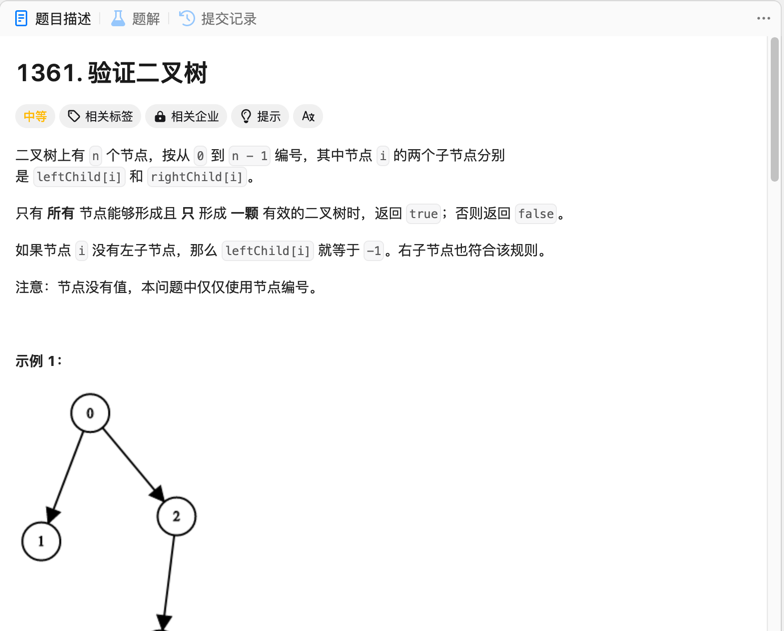 题目描述 题解 提交记录
1361. 验证二叉树
中等 相关标签 相关企业 提示
二叉树上有 n 个节点，按从 0 到 n - 1 编号，其中节点 i 的两个子节点分别
是 leftChild[i] 和 rightChild[i]。
只有 所有 节点能够形成且 只 形成 一颗 有效的二叉树时，返回 true；否则返回 false。
如果节点 i 没有左子节点，那么 leftChild[i] 就等于 -1。右子节点也符合该规则。
注意：节点没有值，本问题中仅仅使用节点编号。
示例 1：
0
2
1